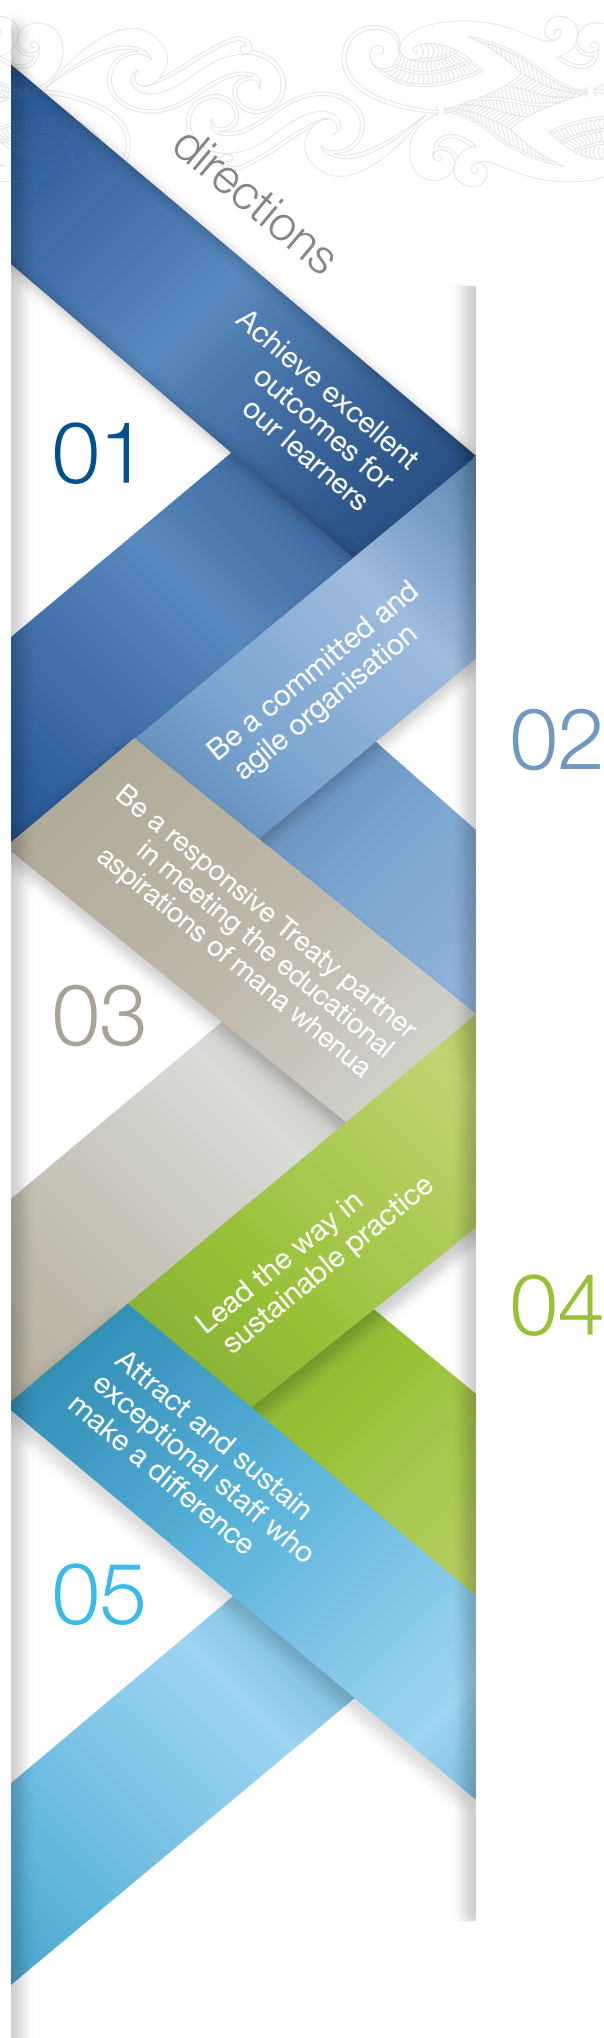 directions
Achieve excellent
outcomes for
our learners
01
Be a committed and
agile organisation
02
Be a responsive Treaty partner
in meeting the educational
aspirations of mana whenua
03
Lead the way in
sustainable practice
04
Attract and sustain
exceptional staff who
make a difference
05